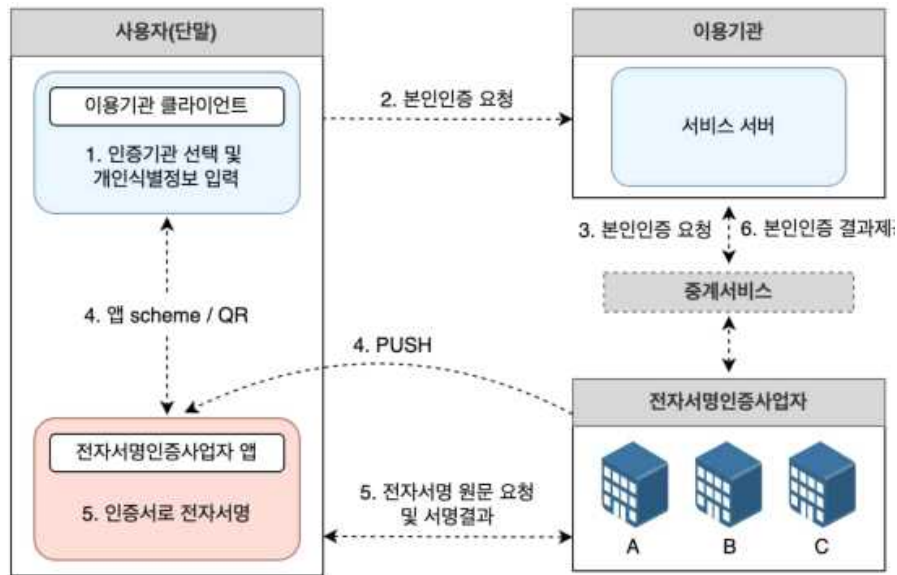 사용자(단말)
이용기관
이용기관 클라이언트
1. 인증기관 선택 및
개인식별정보 입력
2. 본인인증 요청
서비스 서버
3. 본인인증 요청
6. 본인인증 결과제
중계서비스
4. 앱 scheme / QR
4. PUSH
전자서명인증사업자
전자서명인증사업자 앱
5. 인증서로 전자서명
5. 전자서명 원문 요청
및 서명결과
A
B
C